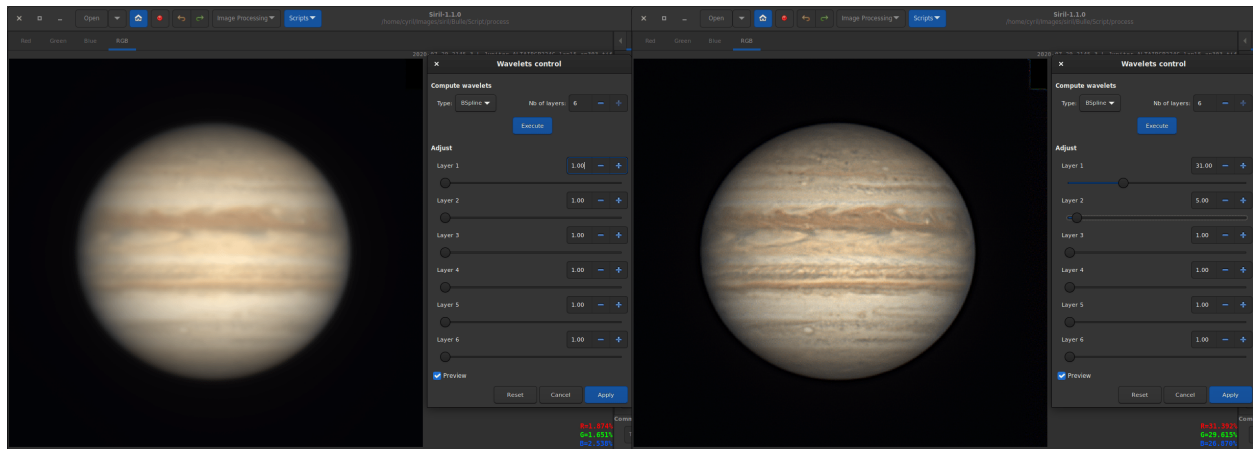 Open Image Processing Scripts Siril-1.1.0
Red Green Blue RGB
Wavelets control
Compute wavelets
Type: BSpline Nb of layers: 6 − +
Execute
Adjust
Layer 1 1.00 − +
Layer 2 1.00 − +
Layer 3 1.00 − +
Layer 4 1.00 − +
Layer 5 1.00 − +
Layer 6 1.00 − +
Preview
Reset Cancel Apply
G=1.651%
Open Image Processing Scripts Siril-1.1.0
Red Green Blue RGB
Wavelets control
Compute wavelets
Type: BSpline Nb of layers: 6 − +
Execute
Adjust
Layer 1 31.00 − +
Layer 2 5.00 − +
Layer 3 1.00 − +
Layer 4 1.00 − +
Layer 5 1.00 − +
Layer 6 1.00 − +
Preview
Reset Cancel Apply
G=29.615%